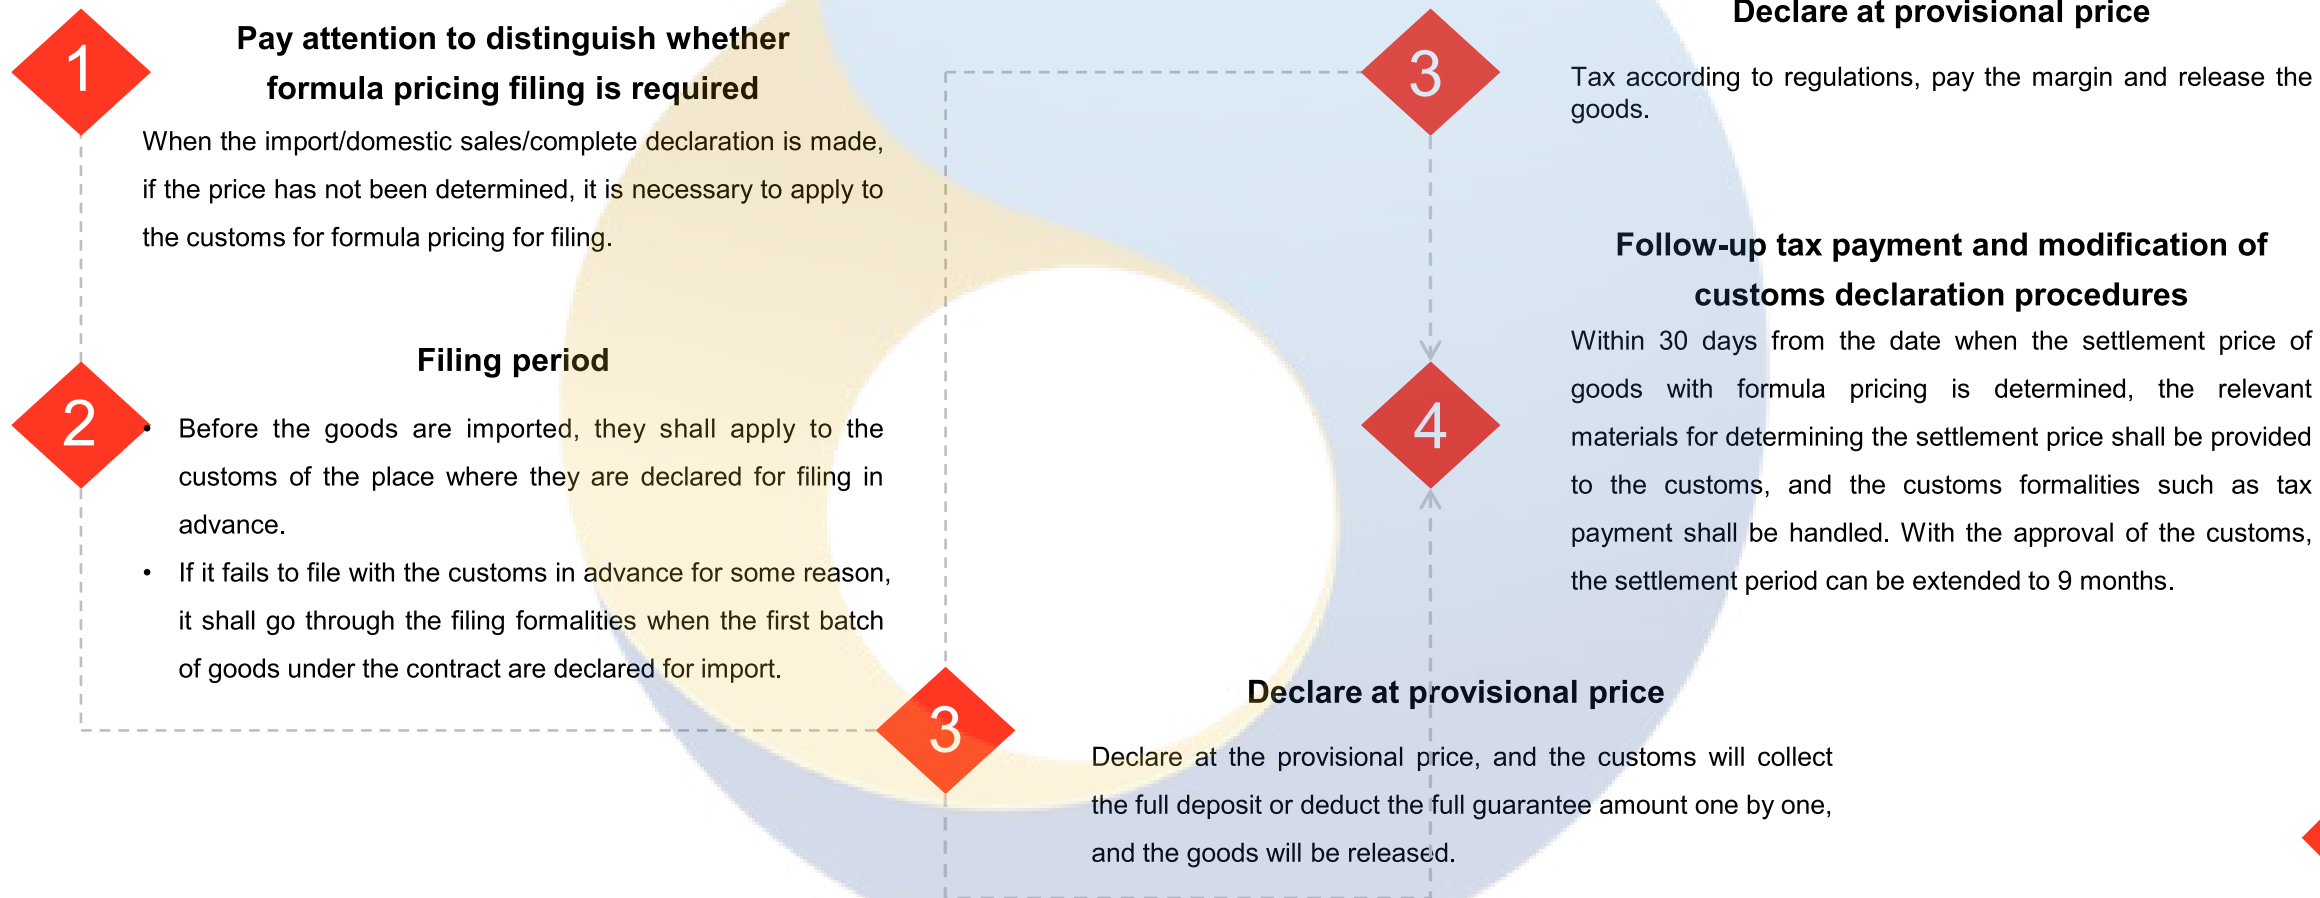 1
Pay attention to distinguish whether
formula pricing filing is required
When the import/domestic sales/complete declaration is made,
if the price has not been determined, it is necessary to apply to
the customs for formula pricing for filing.
2
Filing period
• Before the goods are imported, they shall apply to the
customs of the place where they are declared for filing in
advance.
• If it fails to file with the customs in advance for some reason,
it shall go through the filing formalities when the first batch
of goods under the contract are declared for import.
3
Declare at provisional price
Declare at the provisional price, and the customs will collect
the full deposit or deduct the full guarantee amount one by one,
and the goods will be released.
3
Declare at provisional price
Tax according to regulations, pay the margin and release the
goods.
4
Follow-up tax payment and modification of
customs declaration procedures
Within 30 days from the date when the settlement price of
goods with formula pricing is determined, the relevant
materials for determining the settlement price shall be provided
to the customs, and the customs formalities such as tax
payment shall be handled. With the approval of the customs,
the settlement period can be extended to 9 months.